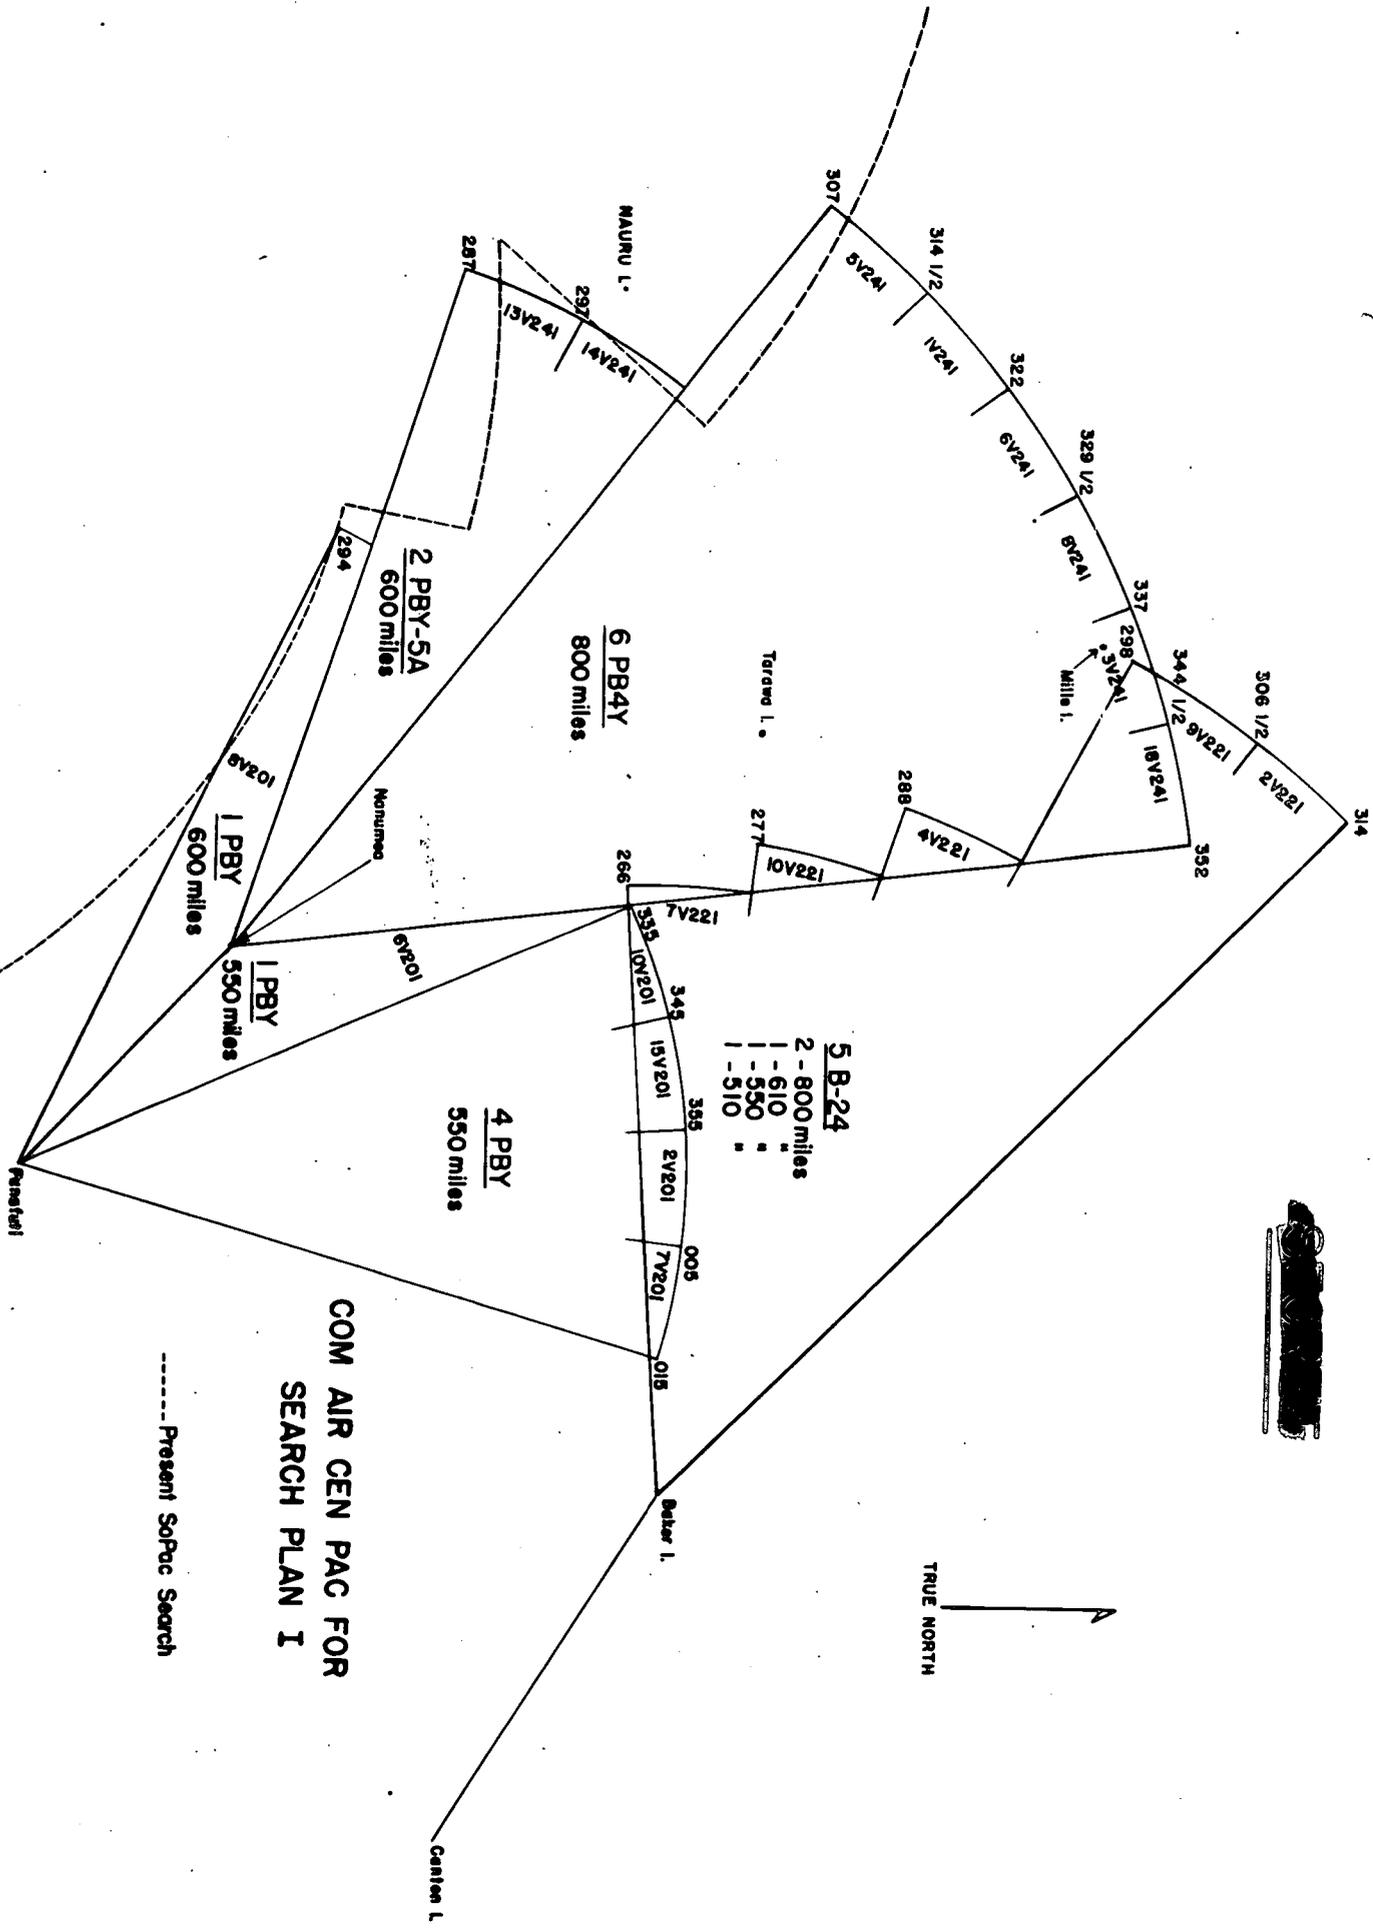 314
306 1/2
2V221
9V221
344 1/2
298
3V241
Mille I.
337
18V241
352
329 1/2
8V241
322
6V241
314 1/2
1V241
307
5V241
288
4V221
277
10V221
266
7V221
Tarawa I.
6 PB4Y
800 miles
NAURU I.
297
14V241
13V241
287
2 PBY-5A
600 miles
294
8V201
1 PBY
600 miles
Nanumea
1 PBY
550 miles
6V201
335
10V201
345
15V201
355
2V201
005
7V201
015
5 B-24
2 - 800 miles
1 - 610 "
1 - 550 "
1 - 510 "
4 PBY
550 miles
Funafuti
Baker I.
Canton I.
TRUE NORTH
COM AIR CEN PAC FOR
SEARCH PLAN I
------Present SoPac Search